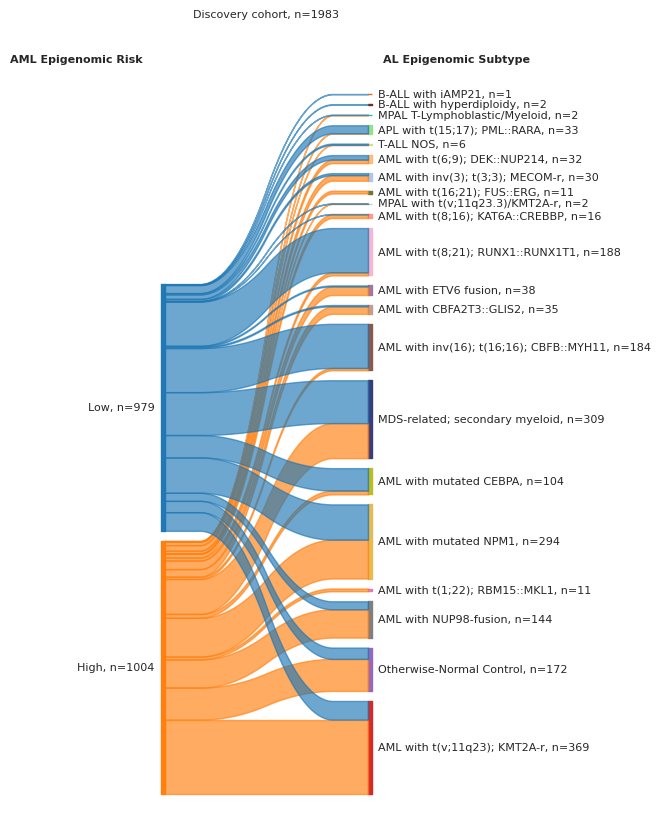 Discovery cohort, n=1983
AML Epigenomic Risk
AL Epigenomic Subtype
B-ALL with iAMP21, n=1
B-ALL with hyperdiploidy, n=2
MPAL T-Lymphoblastic/Myeloid, n=2
APL with t(15;17); PML::RARA, n=33
T-ALL NOS, n=6
AML with t(6;9); DEK::NUP214, n=32
AML with inv(3); t(3;3); MECOM-r, n=30
AML with t(16;21); FUS::ERG, n=11
MPAL with t(v;11q23.3)/KMT2A-r, n=2
AML with t(8;16); KAT6A::CREBBP, n=16
AML with t(8;21); RUNX1::RUNX1T1, n=188
AML with ETV6 fusion, n=38
AML with CBFA2T3::GLIS2, n=35
AML with inv(16); t(16;16); CBFB::MYH11, n=184
Low, n=979
MDS-related; secondary myeloid, n=309
AML with mutated CEBPA, n=104
AML with mutated NPM1, n=294
AML with t(1;22); RBM15::MKL1, n=11
AML with NUP98-fusion, n=144
High, n=1004
Otherwise-Normal Control, n=172
AML with t(v;11q23); KMT2A-r, n=369